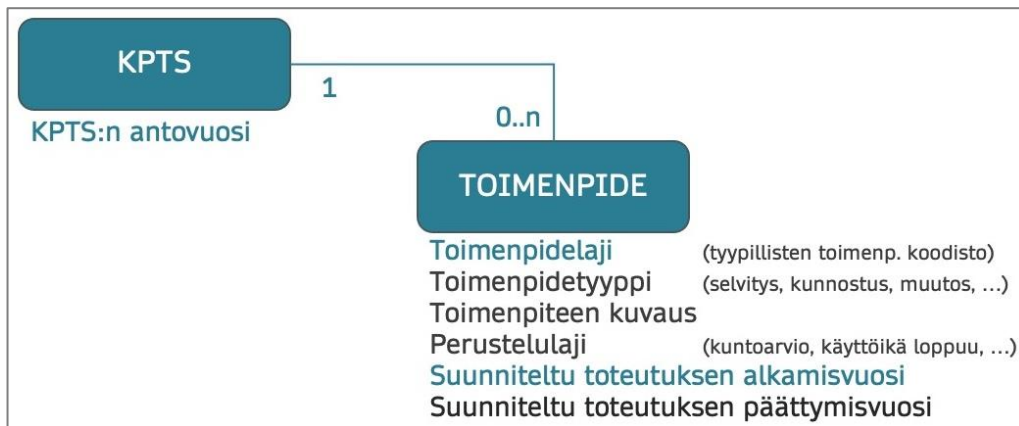 KPTS
1
KPTS:n antovuosi
0..n
TOIMENPIDE
Toimenpidelaji (tyypillisten toimenp. koodisto)
Toimenpidetyyppi (selvitys, kunnostus, muutos, ...)
Toimenpiteen kuvaus
Perustelulaji (kuntoarvio, käyttöikä loppuu, ...)
Suunniteltu toteutuksen alkamisvuosi
Suunniteltu toteutuksen päättymisvuosi